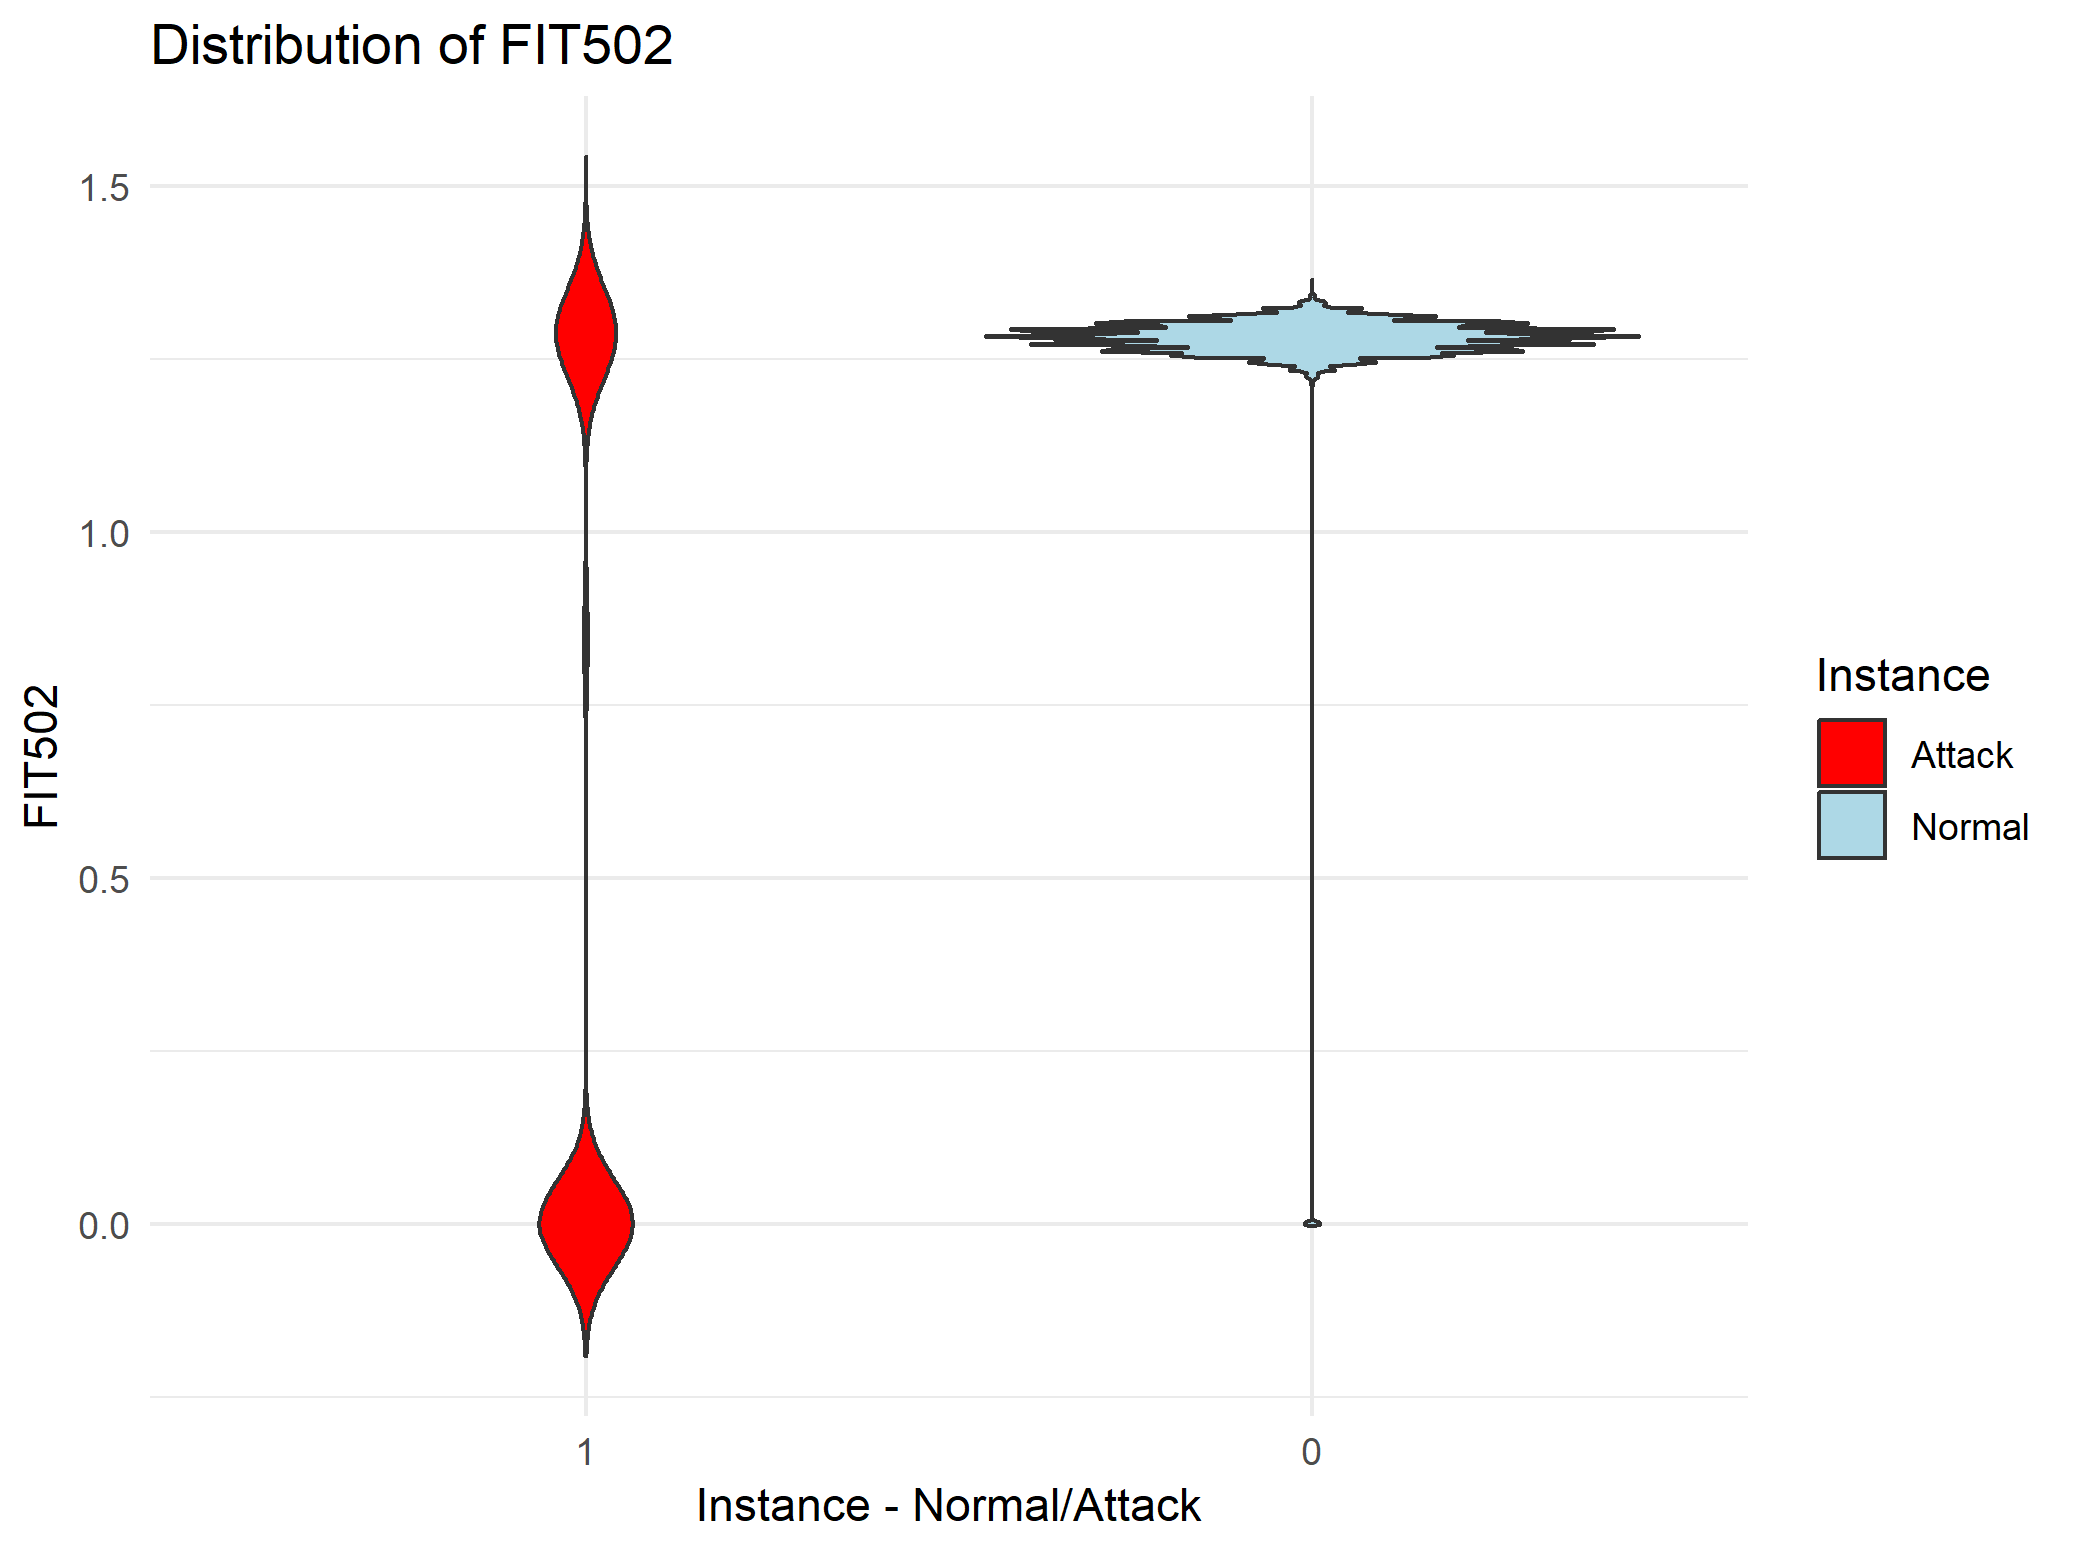 Distribution of FIT502
1.5
1.0
0.5
0.0
FIT502
1
0
Instance - Normal/Attack
Instance
Attack
Normal